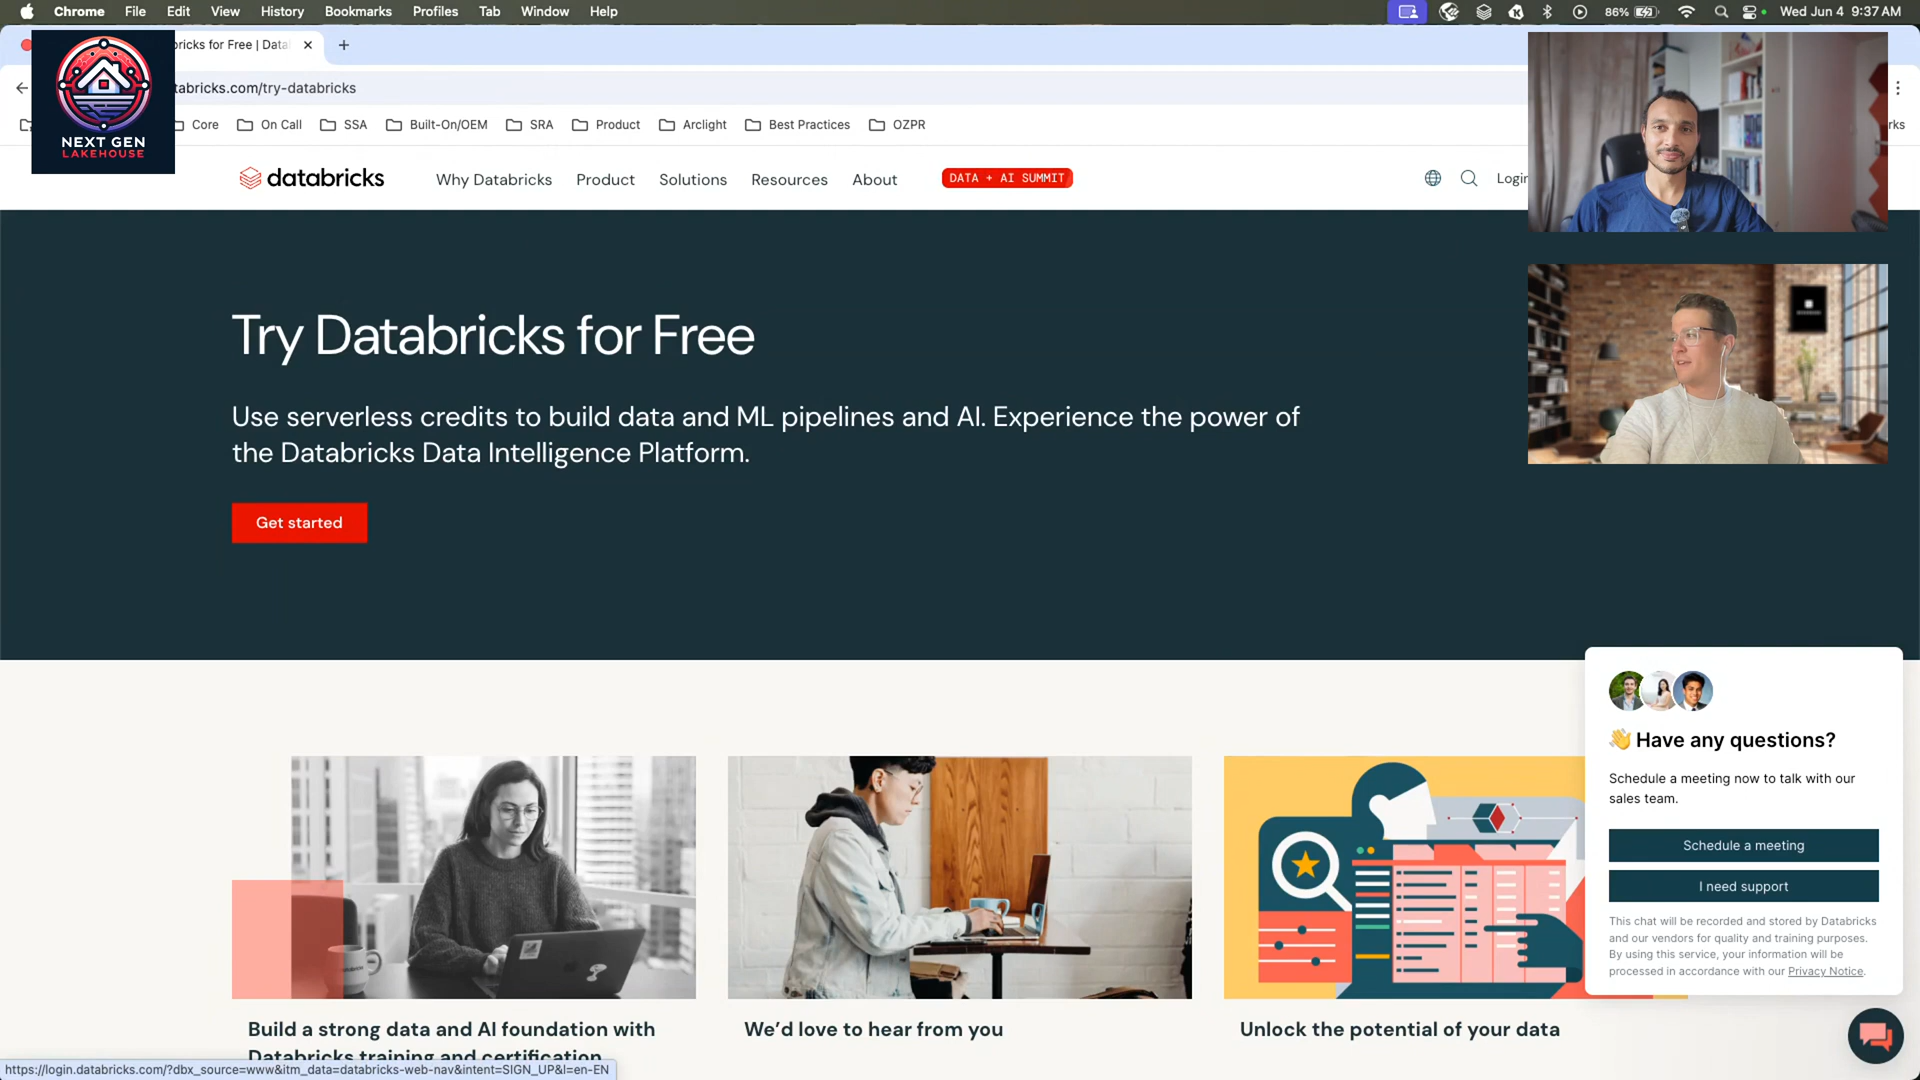 Chrome File Edit View History Bookmarks Profiles Tab Window Help
86% Wed Jun 4 9:37 AM
bricks for Free | Data
tabricks.com/try-databricks
Core On Call SSA Built-On/OEM SRA Product Arclight Best Practices OZPR
rks
NEXT GEN
LAKEHOUSE
databricks Why Databricks Product Solutions Resources About DATA + AI SUMMIT Login
Try Databricks for Free
Use serverless credits to build data and ML pipelines and AI. Experience the power of
the Databricks Data Intelligence Platform.
Get started
👋 Have any questions?
Schedule a meeting now to talk with our
sales team.
Schedule a meeting
I need support
This chat will be recorded and stored by Databricks
and our vendors for quality and training purposes.
By using this service, your information will be
processed in accordance with our Privacy Notice.
Build a strong data and AI foundation with
Databricks training and certification
We’d love to hear from you
Unlock the potential of your data
https://login.databricks.com/?dbx_source=www&itm_data=databricks-web-nav&intent=SIGN_UP&l=en-EN